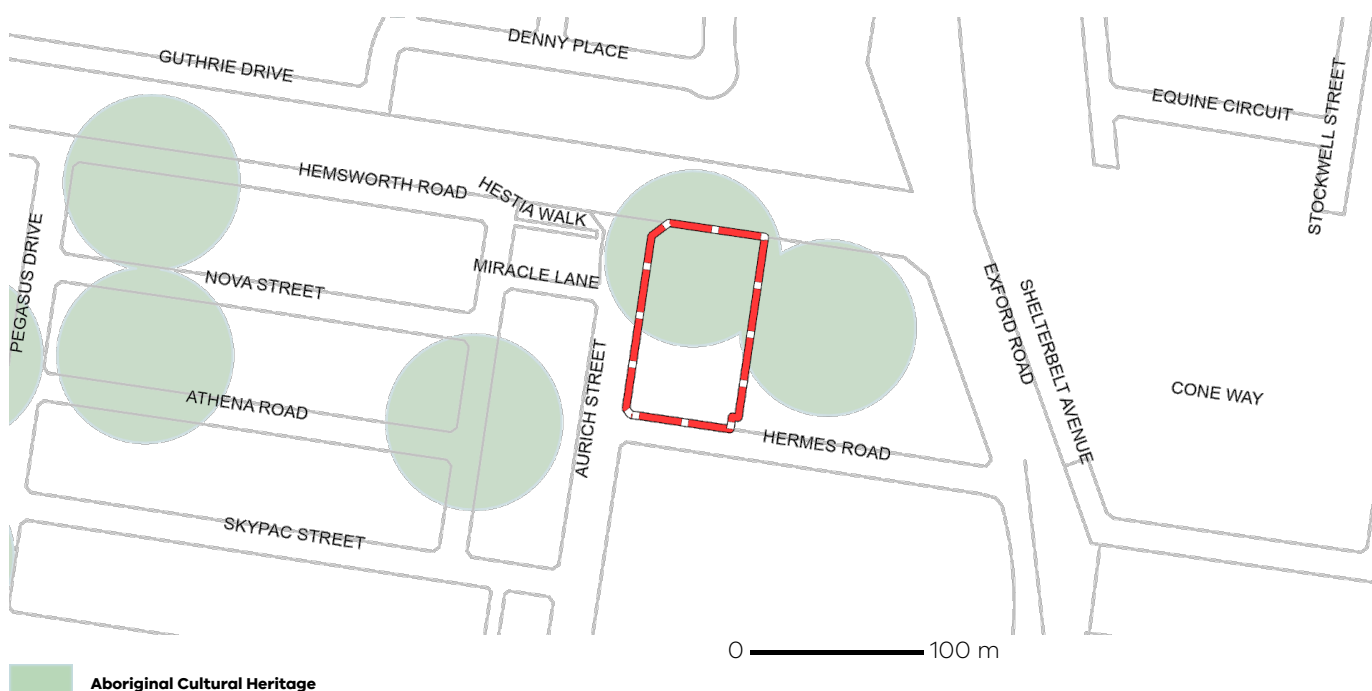 DENNY PLACE
GUTHRIE DRIVE
EQUINE CIRCUIT
STOCKWELL STREET
HEMSWORTH ROAD
HESTIA WALK
PEGASUS DRIVE
NOVA STREET
MIRACLE LANE
EXFORD ROAD
SHELTERBELT AVENUE
CONE WAY
ATHENA ROAD
AURICH STREET
HERMES ROAD
SKYPAC STREET
0 100 m
Aboriginal Cultural Heritage